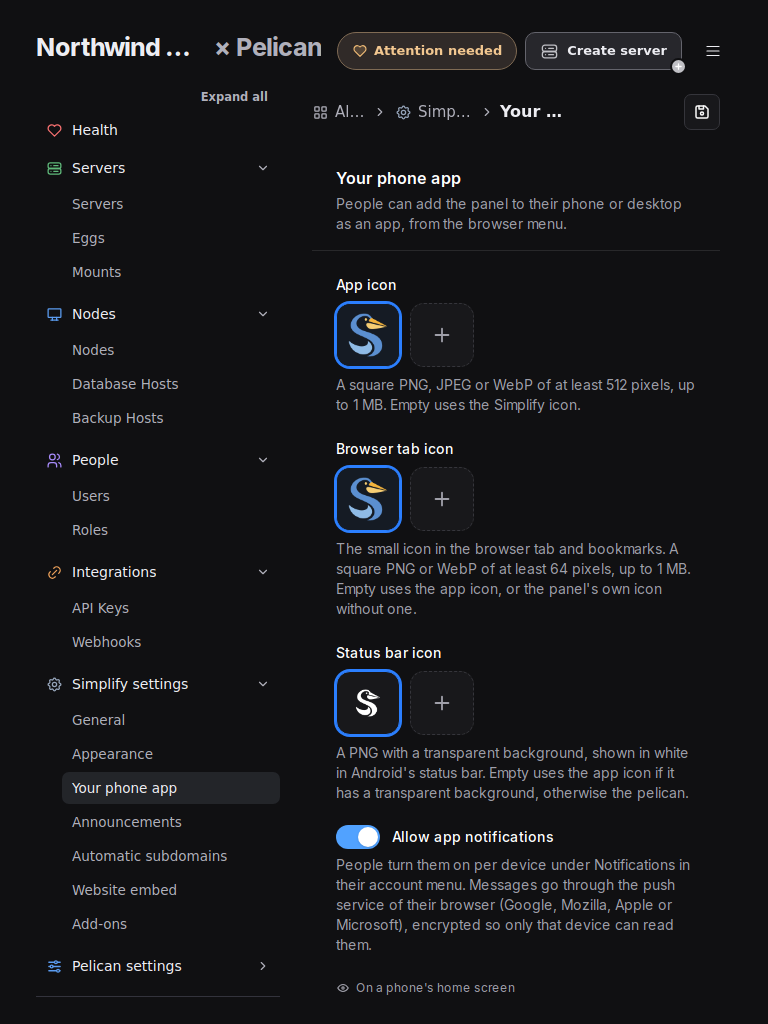 Northwind ...
× Pelican
Attention needed
Create server
Expand all
Health
Servers
Servers
Eggs
Mounts
Nodes
Nodes
Database Hosts
Backup Hosts
People
Users
Roles
Integrations
API Keys
Webhooks
Simplify settings
General
Appearance
Your phone app
Announcements
Automatic subdomains
Website embed
Add-ons
Pelican settings
Al... > Simp... > Your ...
Your phone app
People can add the panel to their phone or desktop
as an app, from the browser menu.
App icon
A square PNG, JPEG or WebP of at least 512 pixels, up
to 1 MB. Empty uses the Simplify icon.
Browser tab icon
The small icon in the browser tab and bookmarks. A
square PNG or WebP of at least 64 pixels, up to 1 MB.
Empty uses the app icon, or the panel's own icon
without one.
Status bar icon
A PNG with a transparent background, shown in white
in Android's status bar. Empty uses the app icon if it
has a transparent background, otherwise the pelican.
Allow app notifications
People turn them on per device under Notifications in
their account menu. Messages go through the push
service of their browser (Google, Mozilla, Apple or
Microsoft), encrypted so only that device can read
them.
On a phone's home screen